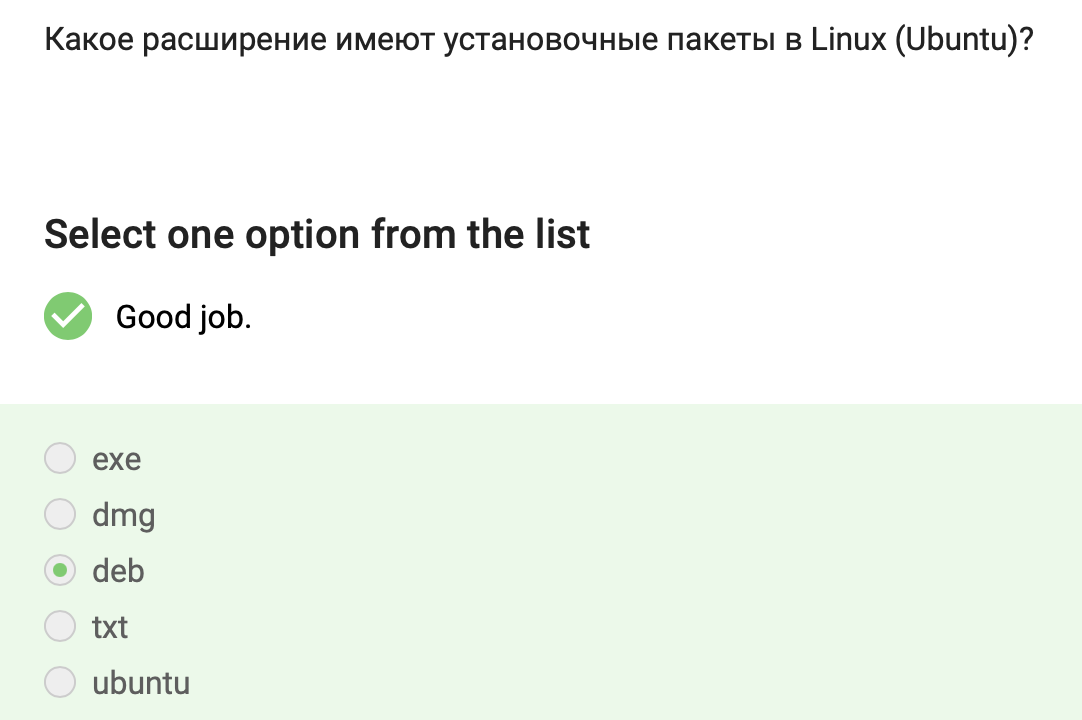 Какое расширение имеют установочные пакеты в Linux (Ubuntu)?
Select one option from the list
Good job.
exe
dmg
deb
txt
ubuntu